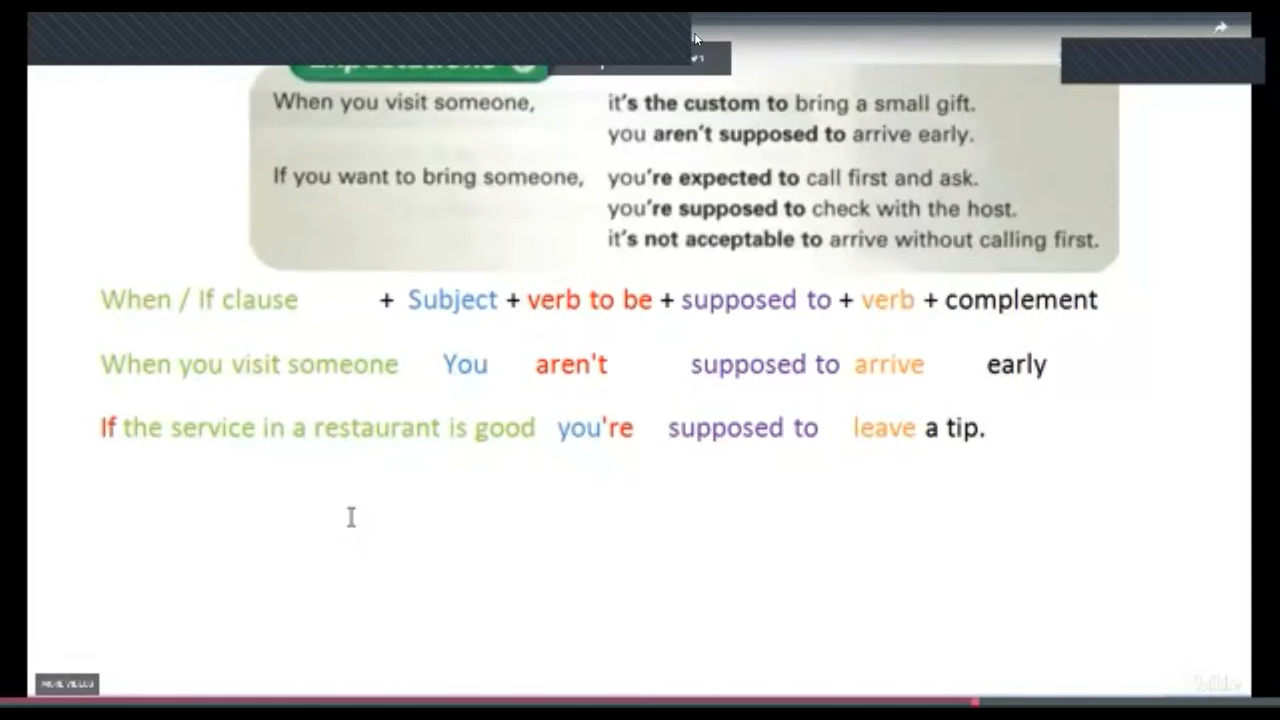 Expectations
When you visit someone, it's the custom to bring a small gift.
you aren't supposed to arrive early.
If you want to bring someone, you're expected to call first and ask.
you're supposed to check with the host.
it's not acceptable to arrive without calling first.
When / If clause + Subject + verb to be + supposed to + verb + complement
When you visit someone You aren't supposed to arrive early
If the service in a restaurant is good you're supposed to leave a tip.
MORE VIDEOS